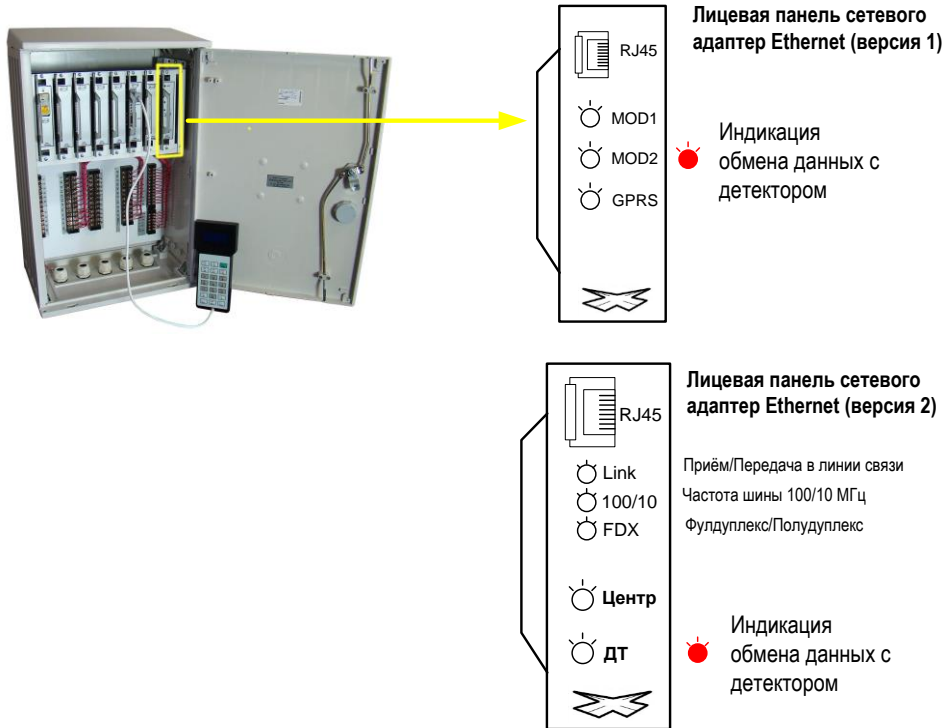 Лицевая панель сетевого
адаптер Ethernet (версия 1)
RJ45
MOD1
MOD2
GPRS
Индикация
обмена данных с
детектором
Лицевая панель сетевого
адаптер Ethernet (версия 2)
RJ45
Link
Приём/Передача в линии связи
100/10
Частота шины 100/10 МГц
FDX
Фулдуплекс/Полудуплекс
Центр
ДТ
Индикация
обмена данных с
детектором